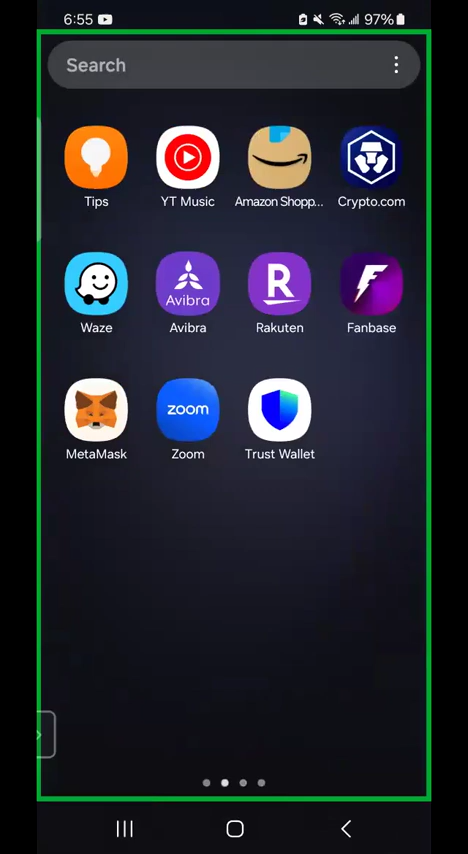 6:55 97%
Search
Tips YT Music Amazon Shopp... Crypto.com
Avibra R
Waze Avibra Rakuten Fanbase
zoom
MetaMask Zoom Trust Wallet